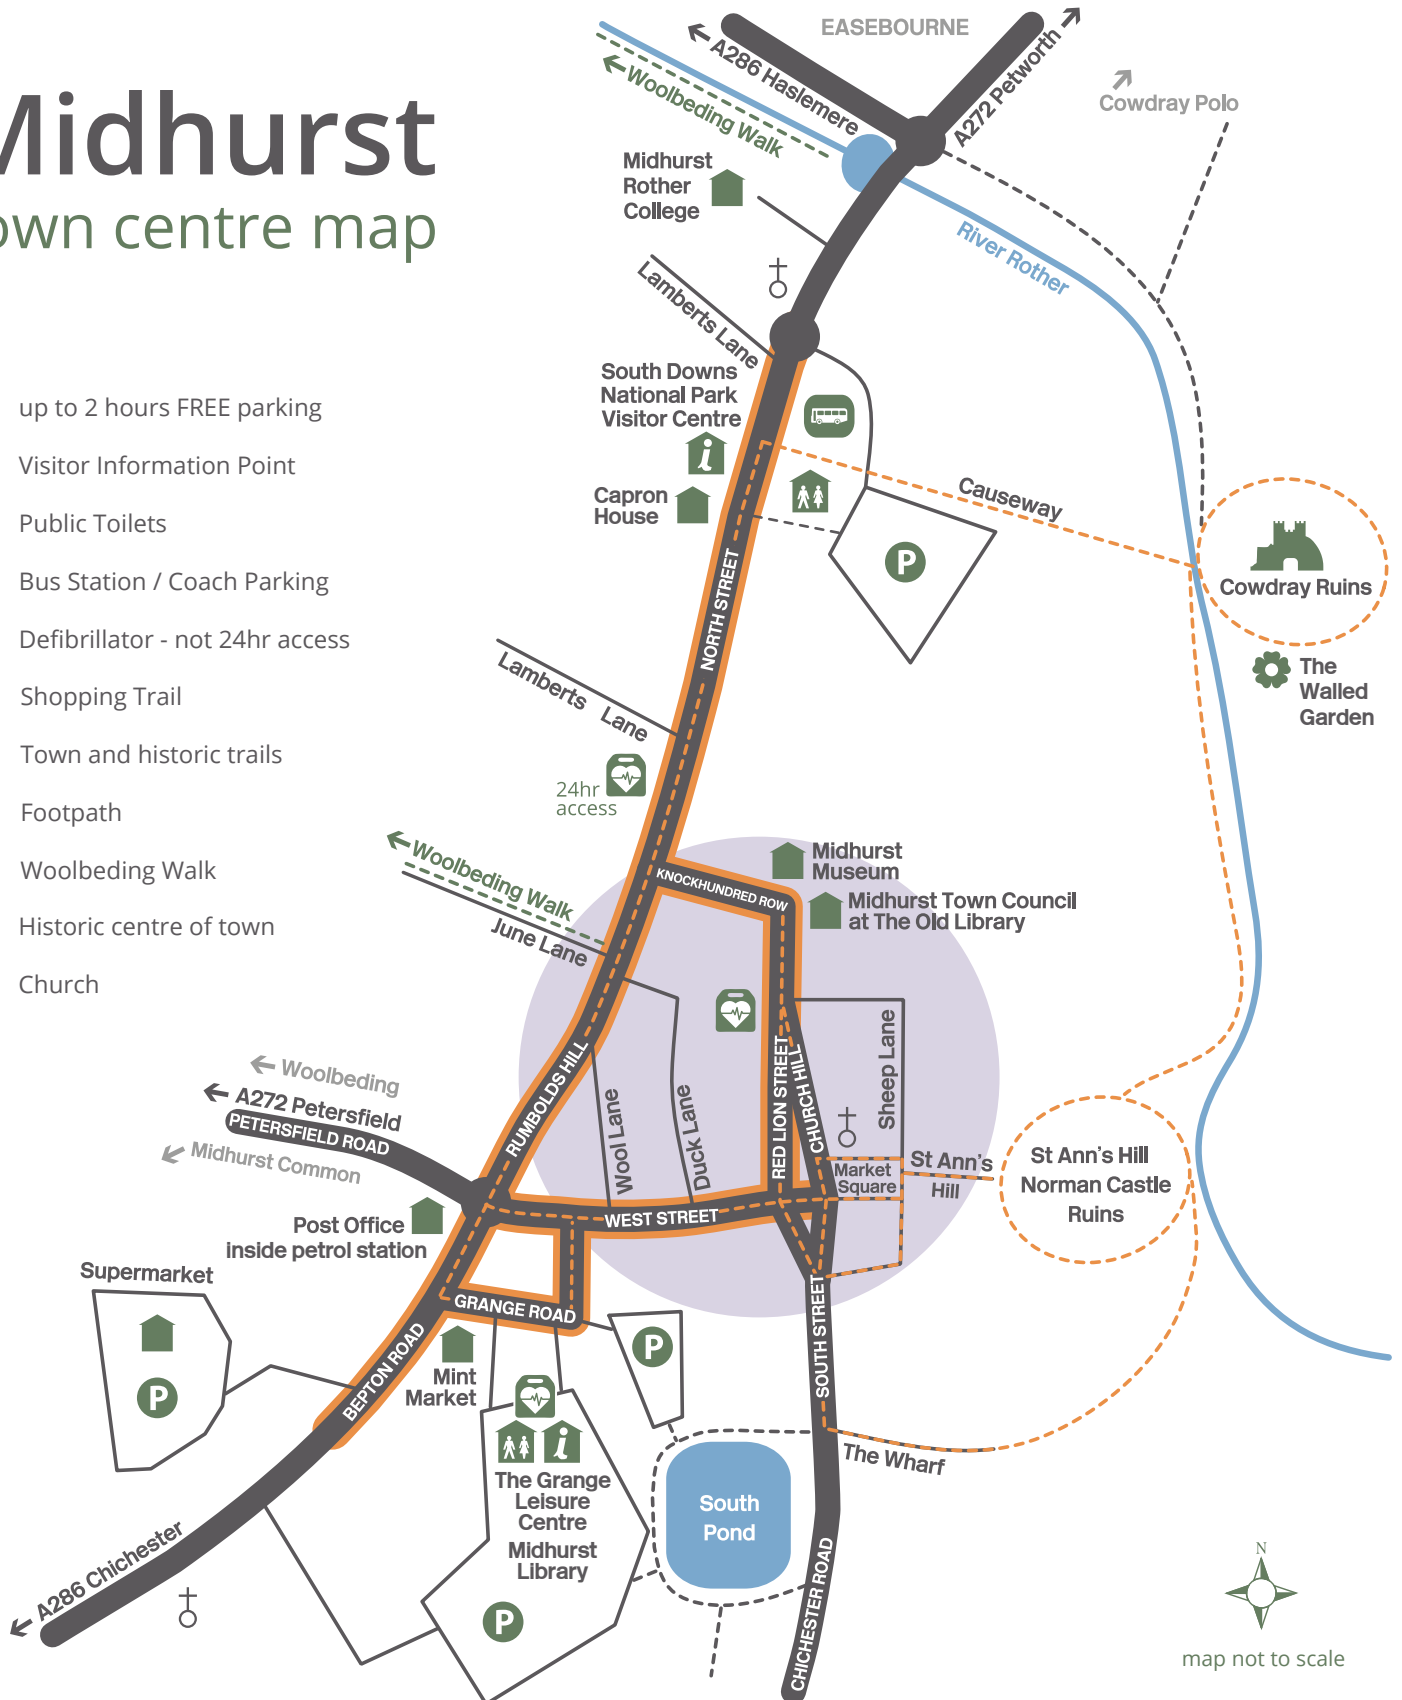 Midhurst
own centre map
up to 2 hours FREE parking
Visitor Information Point
Public Toilets
Bus Station / Coach Parking
Defibrillator - not 24hr access
Shopping Trail
Town and historic trails
Footpath
Woolbeding Walk
Historic centre of town
Church
EASEBOURNE
A286 Haslemere
A272 Petworth
Cowdray Polo
Woolbeding Walk
Midhurst
Rother
College
River Rother
Lamberts Lane
South Downs
National Park
Visitor Centre
i
Capron
House
Causeway
P
NORTH STREET
Cowdray Ruins
The
Walled
Garden
Lamberts Lane
24hr
access
Woolbeding Walk
June Lane
KNOCKHUNDRED ROW
Midhurst
Museum
Midhurst Town Council
at The Old Library
RUMBOLDS HILL
Wool Lane
Duck Lane
RED LION STREET
CHURCH HILL
Sheep Lane
Market
Square
St Ann's
Hill
St Ann's Hill
Norman Castle
Ruins
Woolbeding
A272 Petersfield
PETERSFIELD ROAD
Midhurst Common
Post Office
inside petrol station
WEST STREET
Supermarket
P
GRANGE ROAD
BEPTON ROAD
Mint
Market
P
SOUTH STREET
i
The Grange
Leisure
Centre
Midhurst
Library
P
South
Pond
The Wharf
CHICHESTER ROAD
A286 Chichester
N
map not to scale